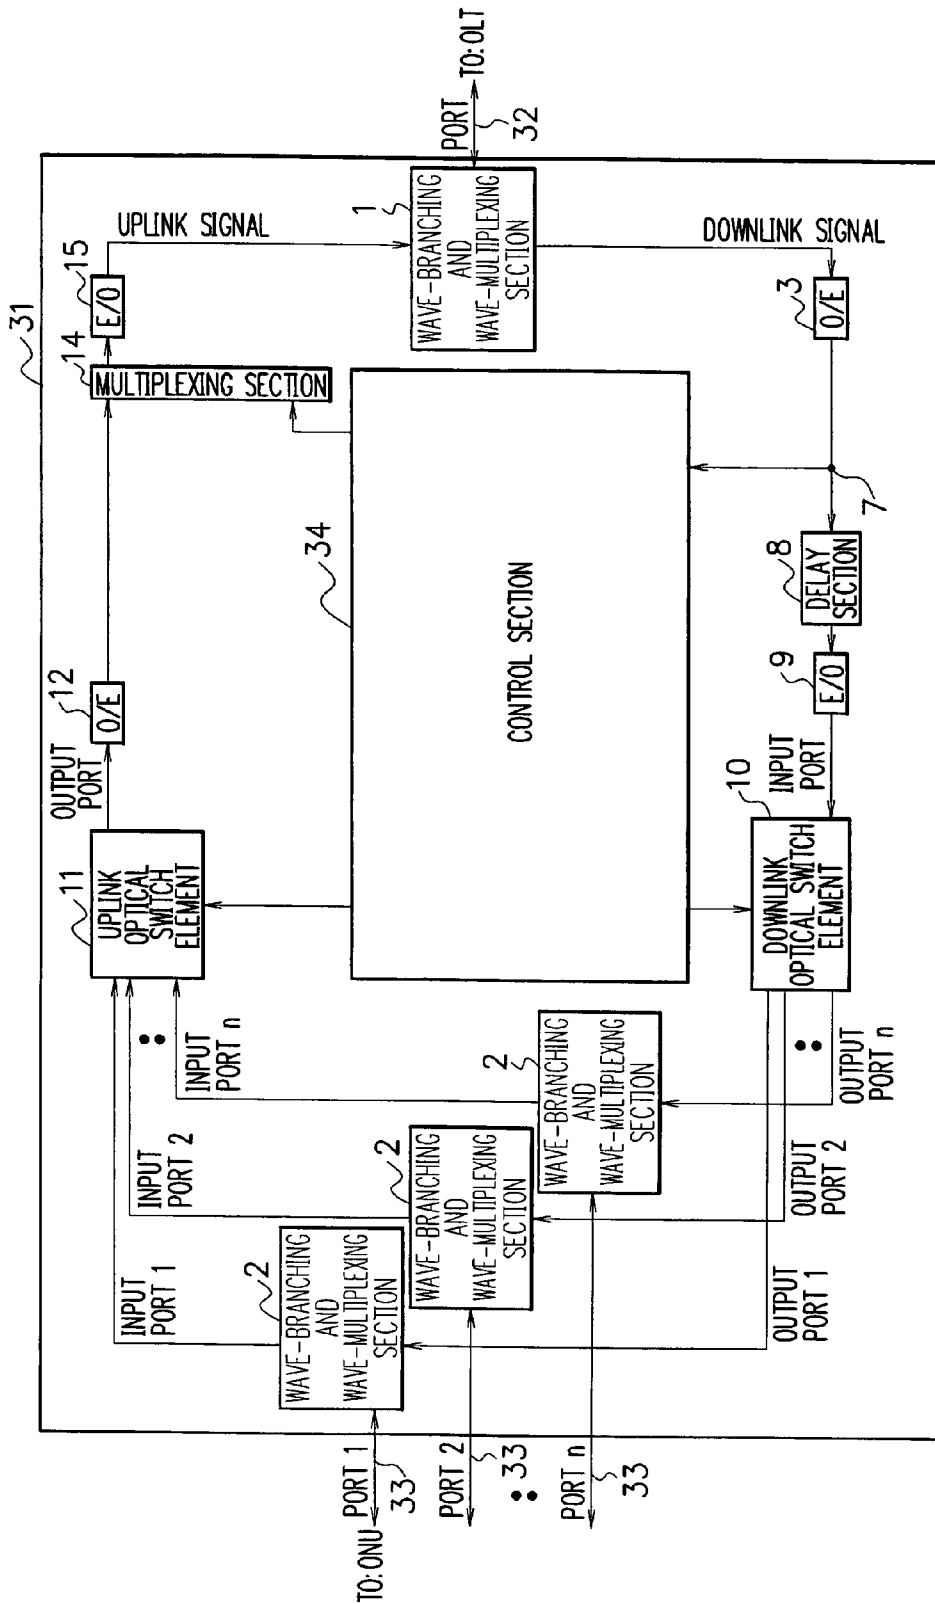 31
TO:ONU
PORT 1
33
PORT 2
33
PORT n
33
INPUT
PORT 1
INPUT
PORT 2
INPUT PORT n
2
WAVE-BRANCHING
AND
WAVE-MULTIPLEXING
SECTION
2
WAVE-BRANCHING
AND
WAVE-MULTIPLEXING
SECTION
2
WAVE-BRANCHING
AND
WAVE-MULTIPLEXING
SECTION
OUTPUT
PORT 1
OUTPUT
PORT 2
OUTPUT
PORT n
11
UPLINK
OPTICAL
SWITCH
ELEMENT
OUTPUT
PORT
12
O/E
14
MULTIPLEXING SECTION
15
E/O
UPLINK SIGNAL
34
CONTROL SECTION
10
DOWNLINK
OPTICAL SWITCH
ELEMENT
INPUT
PORT
9
E/O
8
DELAY
SECTION
7
3
O/E
DOWNLINK SIGNAL
1
WAVE-BRANCHING
AND
WAVE-MULTIPLEXING
SECTION
PORT
32
TO:OLT